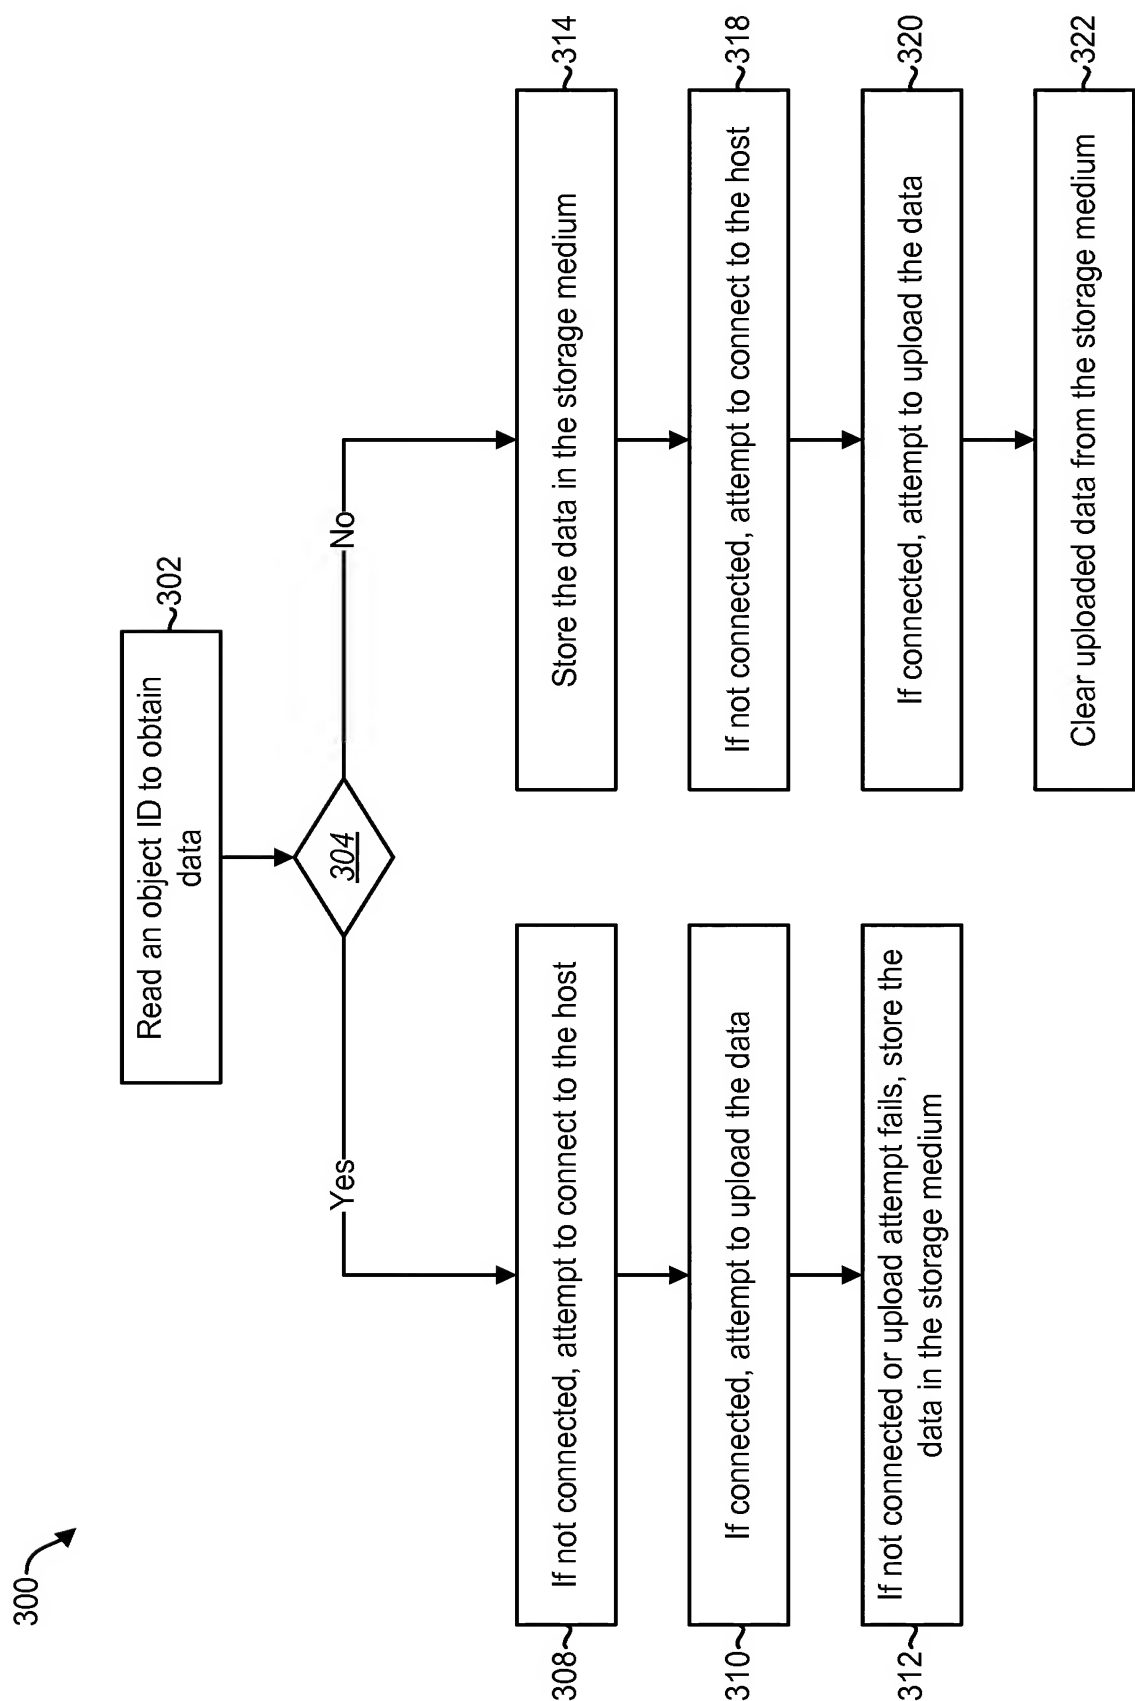 300
302
Read an object ID to obtain
data
304
Yes
No
308
If not connected, attempt to connect to the host
310
If connected, attempt to upload the data
312
If not connected or upload attempt fails, store the
data in the storage medium
314
Store the data in the storage medium
318
If not connected, attempt to connect to the host
320
If connected, attempt to upload the data
322
Clear uploaded data from the storage medium